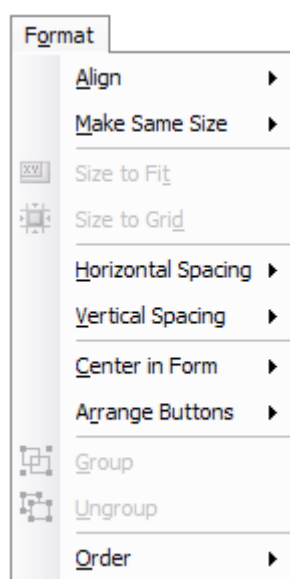 Format
Align
Make Same Size
Size to Fit
Size to Grid
Horizontal Spacing
Vertical Spacing
Center in Form
Arrange Buttons
Group
Ungroup
Order